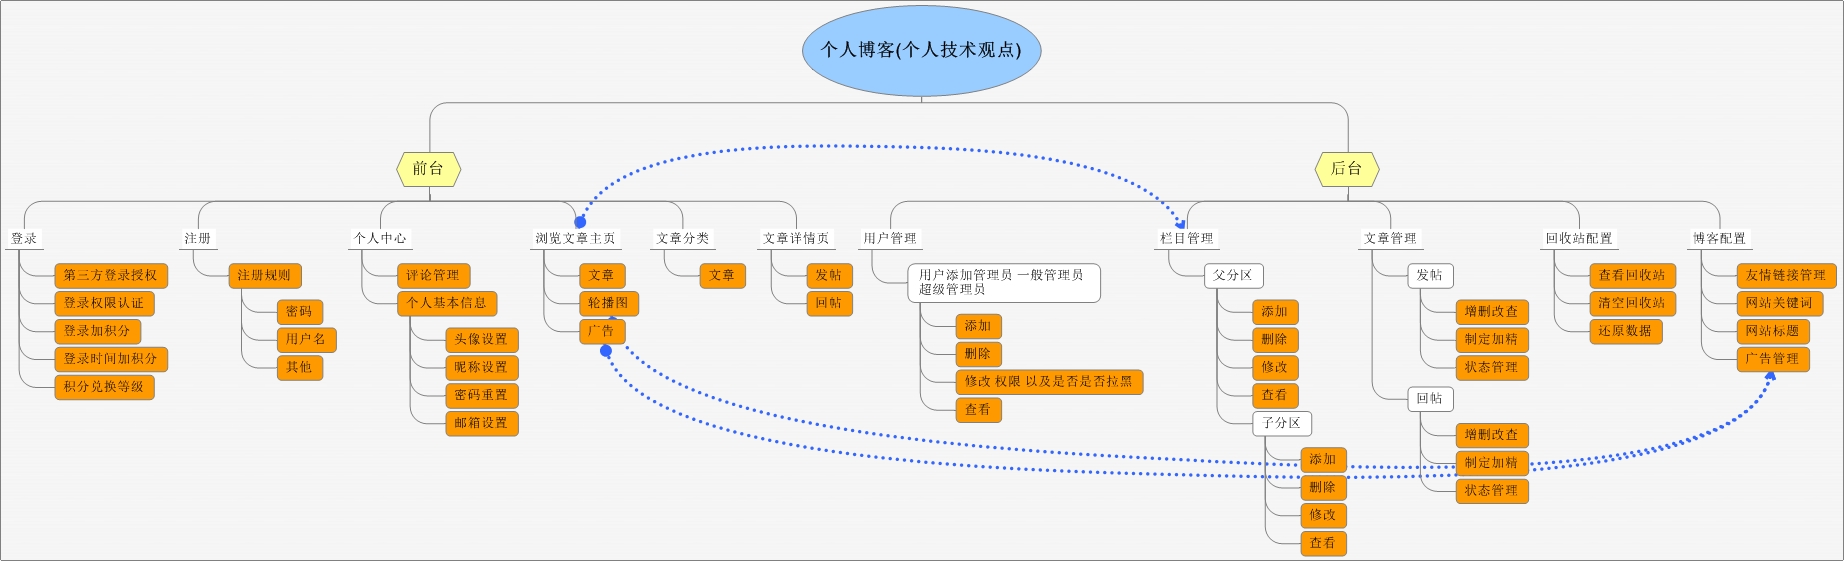 个人博客(个人技术观点)
前台
登录
第三方登录授权
登录权限认证
登录加积分
登录时间加积分
积分兑换等级
注册
注册规则
密码
用户名
其他
个人中心
评论管理
个人基本信息
头像设置
昵称设置
密码重置
邮箱设置
浏览文章主页
文章
轮播图
广告
文章分类
文章
文章详情页
发帖
回帖
后台
用户管理
用户添加管理员 一般管理员
超级管理员
添加
删除
修改 权限 以及是否是否拉黑
查看
栏目管理
父分区
添加
删除
修改
查看
子分区
添加
删除
修改
查看
文章管理
发帖
增删改查
制定加精
状态管理
回帖
增删改查
制定加精
状态管理
回收站配置
查看回收站
清空回收站
还原数据
博客配置
友情链接管理
网站关键词
网站标题
广告管理